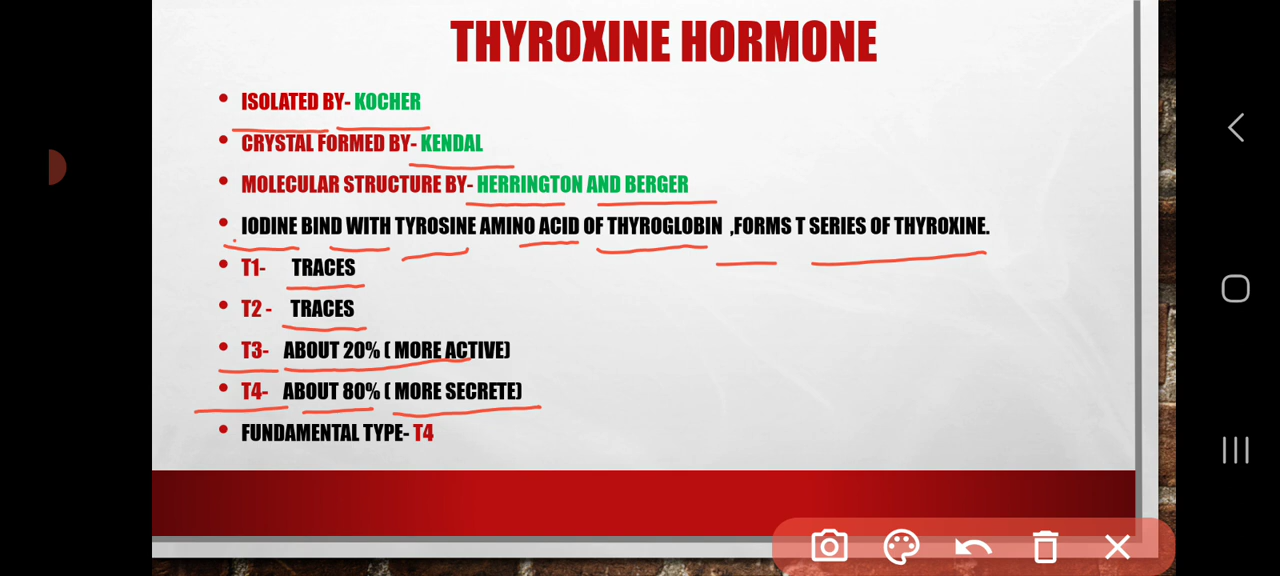 THYROXINE HORMONE
• ISOLATED BY- KOCHER
• CRYSTAL FORMED BY- KENDAL
• MOLECULAR STRUCTURE BY- HERRINGTON AND BERGER
• IODINE BIND WITH TYROSINE AMINO ACID OF THYROGLOBIN ,FORMS T SERIES OF THYROXINE.
• T1- TRACES
• T2 - TRACES
• T3- ABOUT 20% ( MORE ACTIVE)
• T4- ABOUT 80% ( MORE SECRETE)
• FUNDAMENTAL TYPE- T4